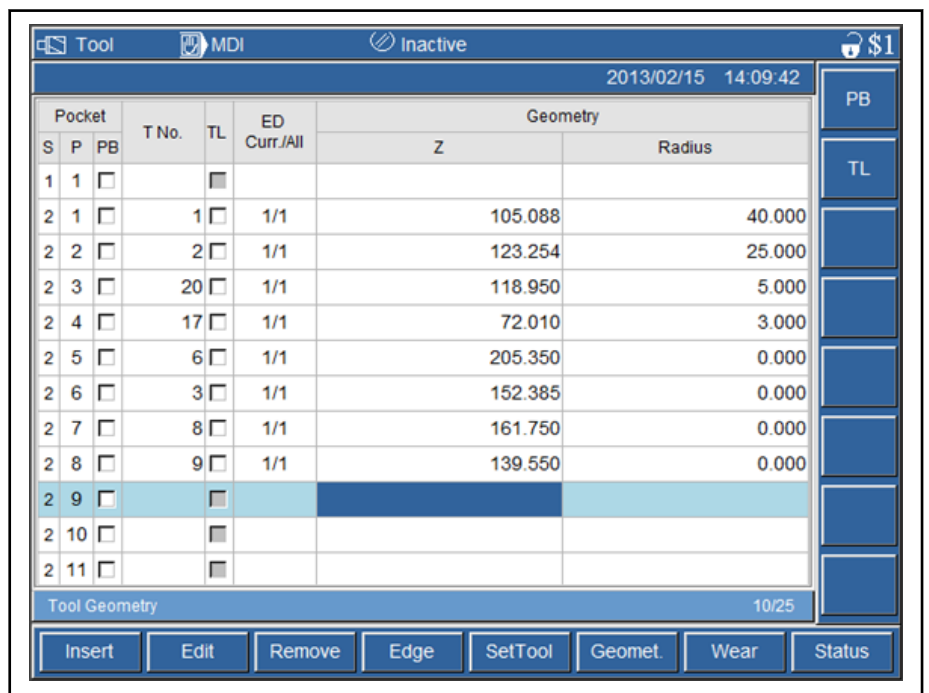 Tool MDI Inactive $1
2013/02/15 14:09:42
PB
TL
Pocket T No. TL ED Curr./All Geometry
S P PB Z Radius
1 1
2 1 1 1/1 105.088 40.000
2 2 2 1/1 123.254 25.000
2 3 20 1/1 118.950 5.000
2 4 17 1/1 72.010 3.000
2 5 6 1/1 205.350 0.000
2 6 3 1/1 152.385 0.000
2 7 8 1/1 161.750 0.000
2 8 9 1/1 139.550 0.000
2 9
2 10
2 11
Tool Geometry 10/25
Insert Edit Remove Edge SetTool Geomet. Wear Status